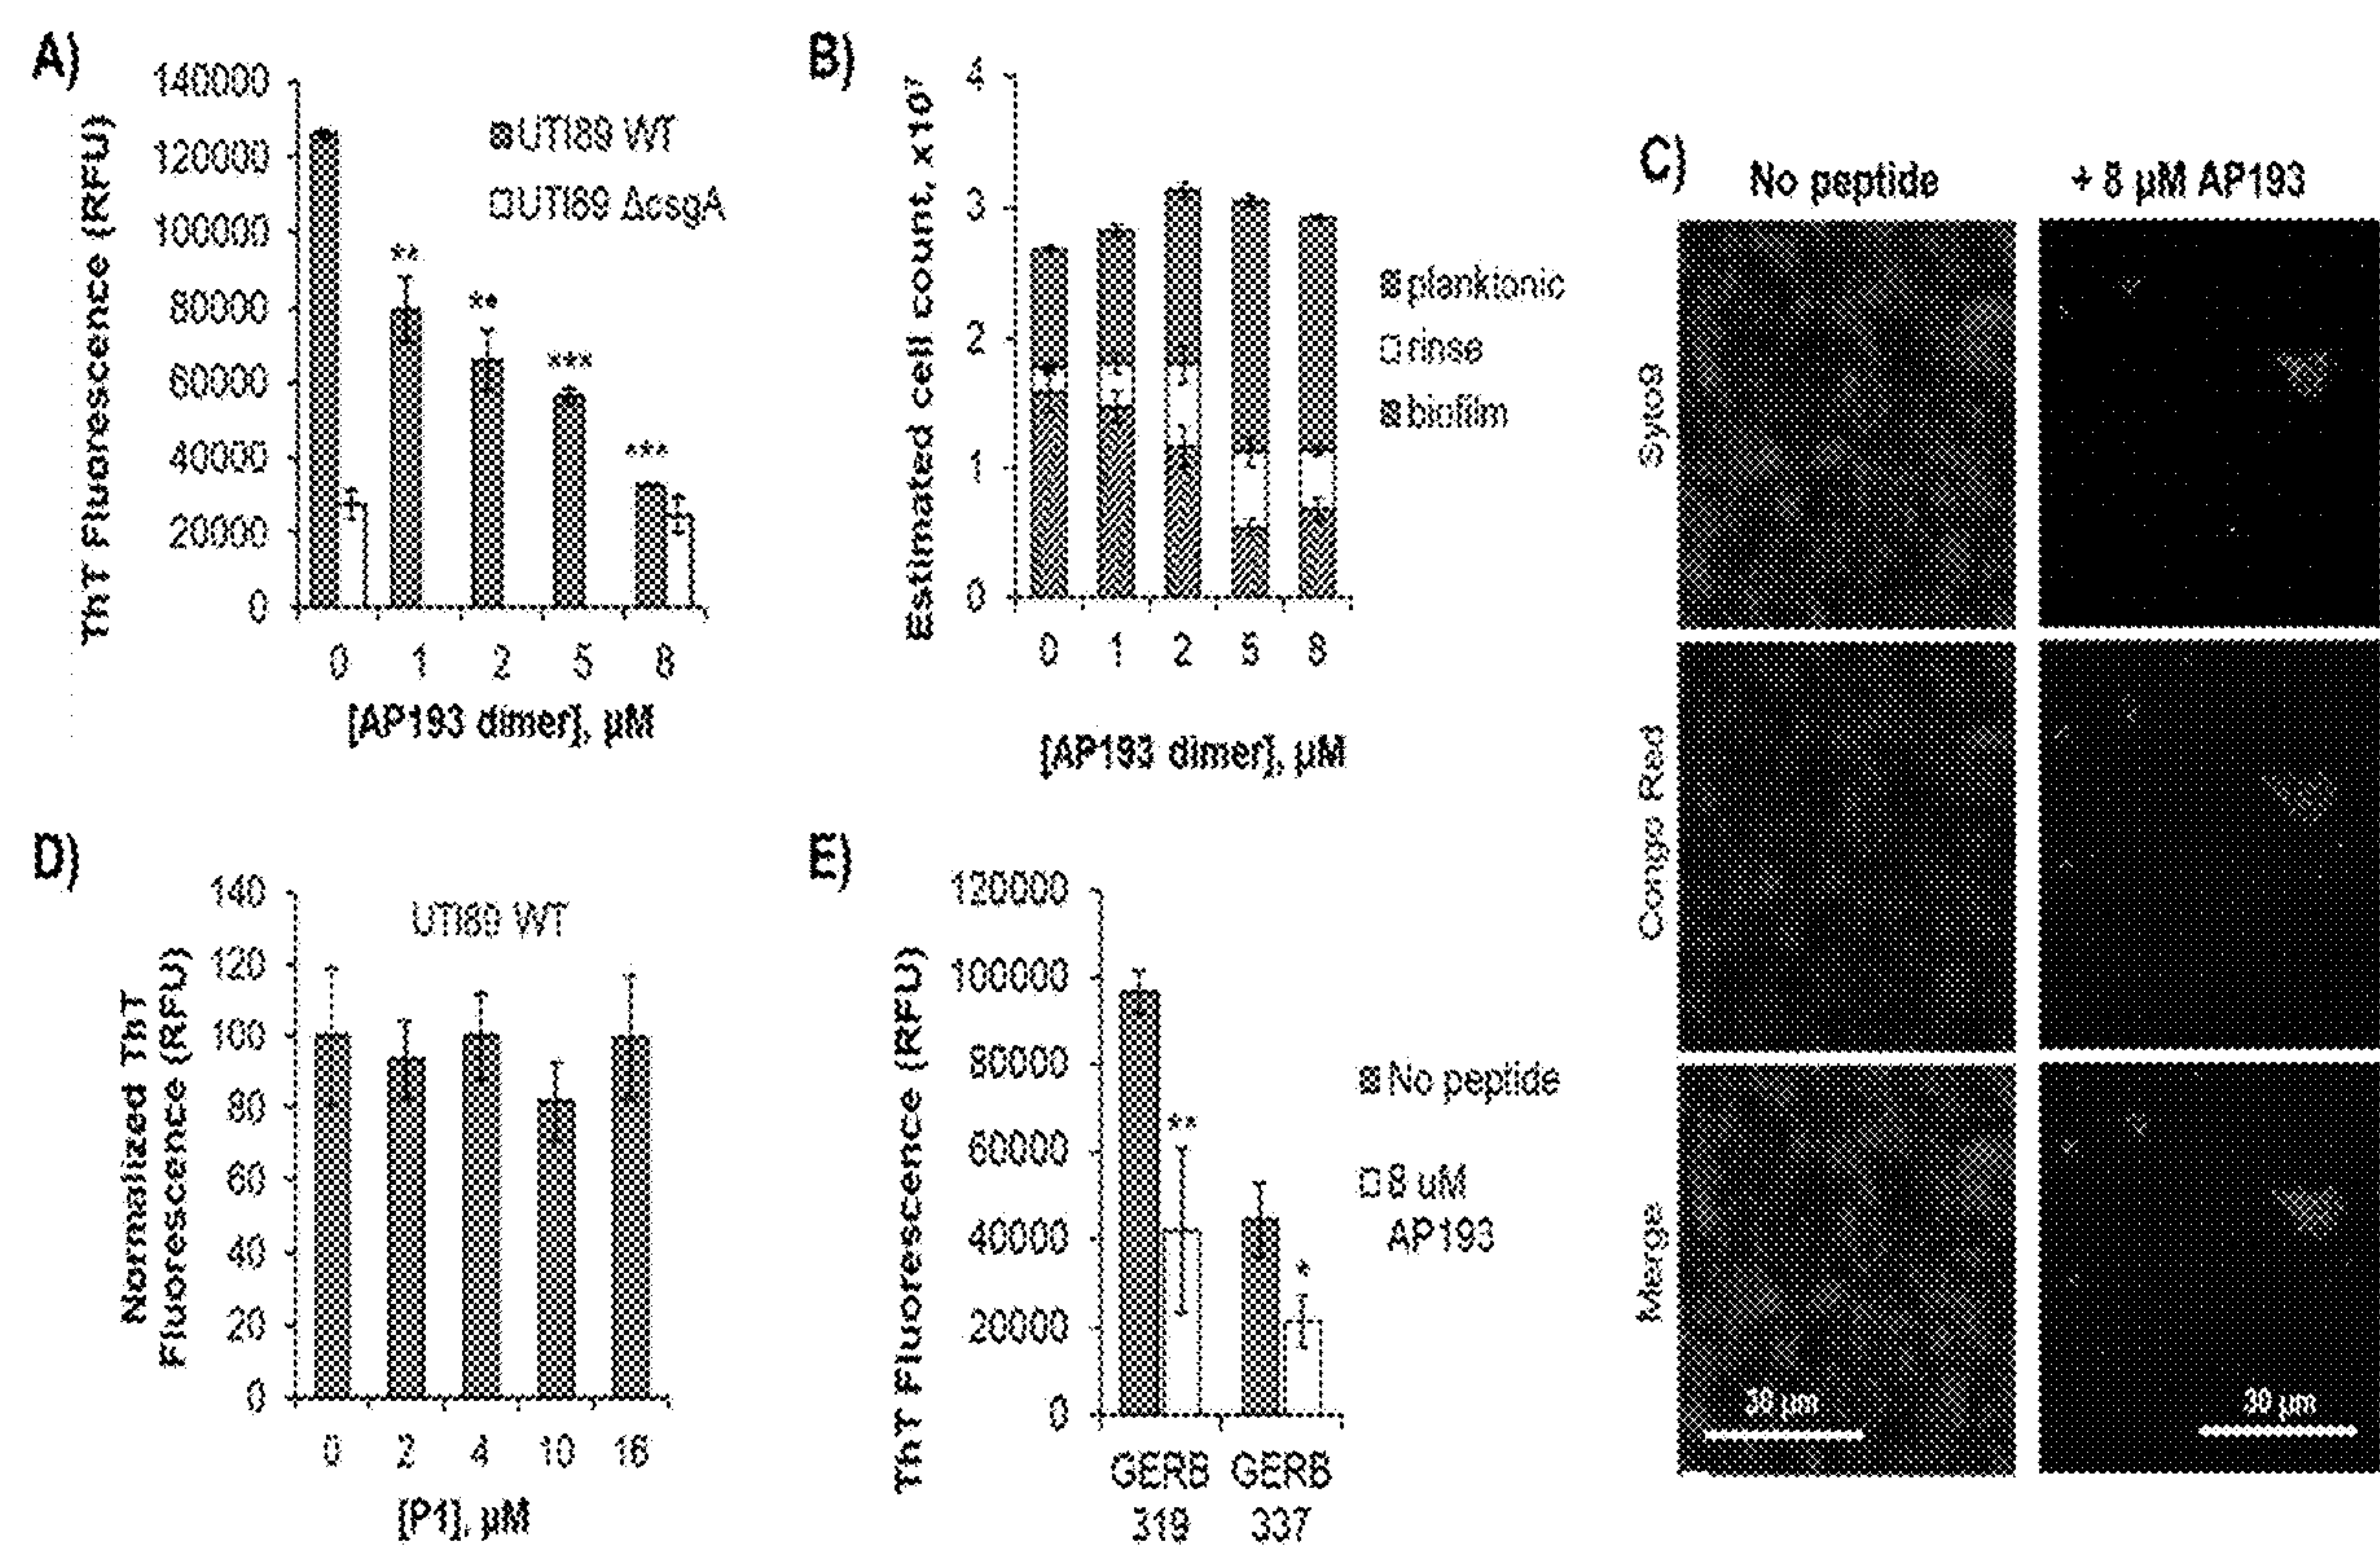 A)
140000
120000
100000
80000
60000
40000
20000
0
ThT Fluorescence (RFU)
UTI89 WT
UTI89 ΔcsgA
**
**
***
***
0 1 2 5 8
[AP193 dimer], µM
B)
4
3
2
1
0
Estimated cell count, x10⁷
planktonic
rinse
biofilm
0 1 2 5 8
[AP193 dimer], µM
C)
No peptide
+ 8 µM AP193
Syto9
Congo Red
Merge
30 µm
30 µm
D)
140
120
100
80
60
40
20
0
Normalized ThT
Fluorescence (RFU)
UTI89 WT
0 2 4 10 16
[P1], µM
E)
120000
100000
80000
60000
40000
20000
0
ThT Fluorescence (RFU)
**
*
No peptide
8 uM
AP193
GERB GERB
319 337